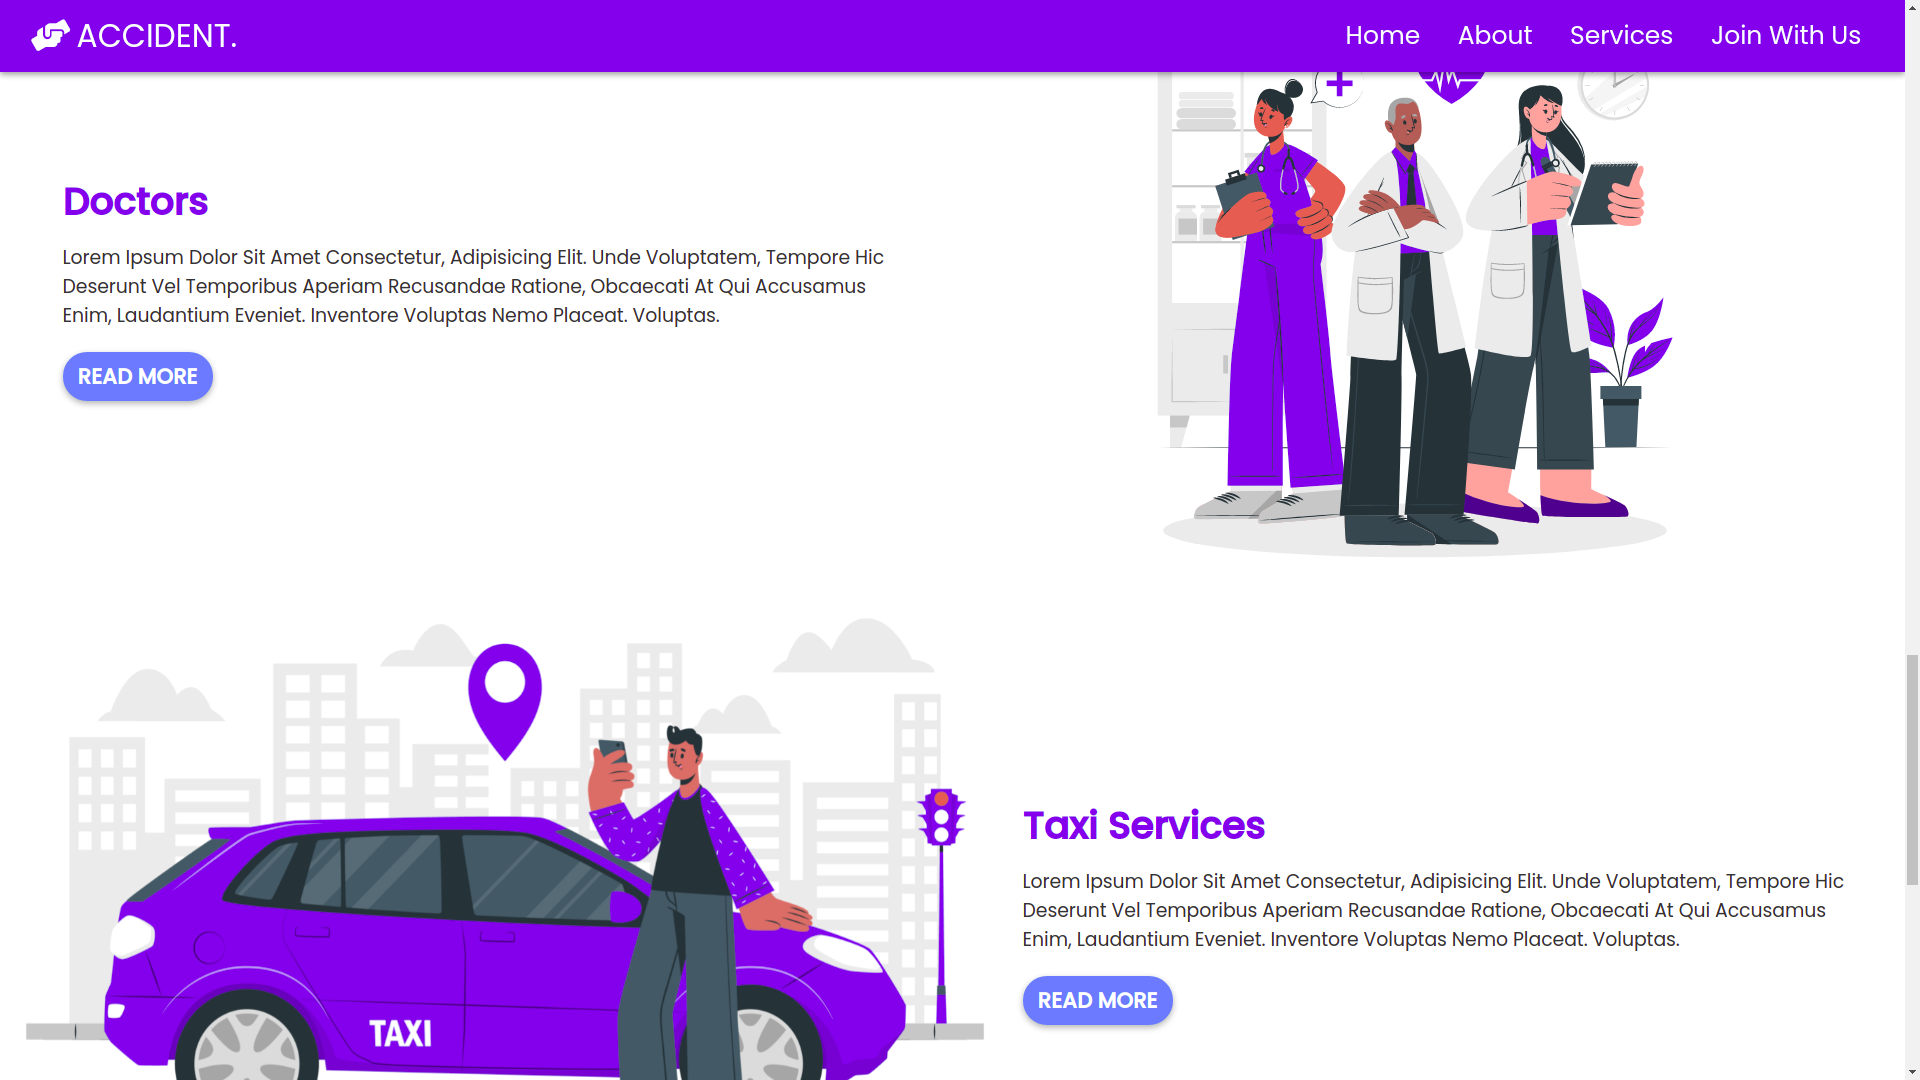 ACCIDENT.
Home About Services Join With Us
Doctors
Lorem Ipsum Dolor Sit Amet Consectetur, Adipisicing Elit. Unde Voluptatem, Tempore Hic
Deserunt Vel Temporibus Aperiam Recusandae Ratione, Obcaecati At Qui Accusamus
Enim, Laudantium Eveniet. Inventore Voluptas Nemo Placeat. Voluptas.
READ MORE
TAXI
Taxi Services
Lorem Ipsum Dolor Sit Amet Consectetur, Adipisicing Elit. Unde Voluptatem, Tempore Hic
Deserunt Vel Temporibus Aperiam Recusandae Ratione, Obcaecati At Qui Accusamus
Enim, Laudantium Eveniet. Inventore Voluptas Nemo Placeat. Voluptas.
READ MORE